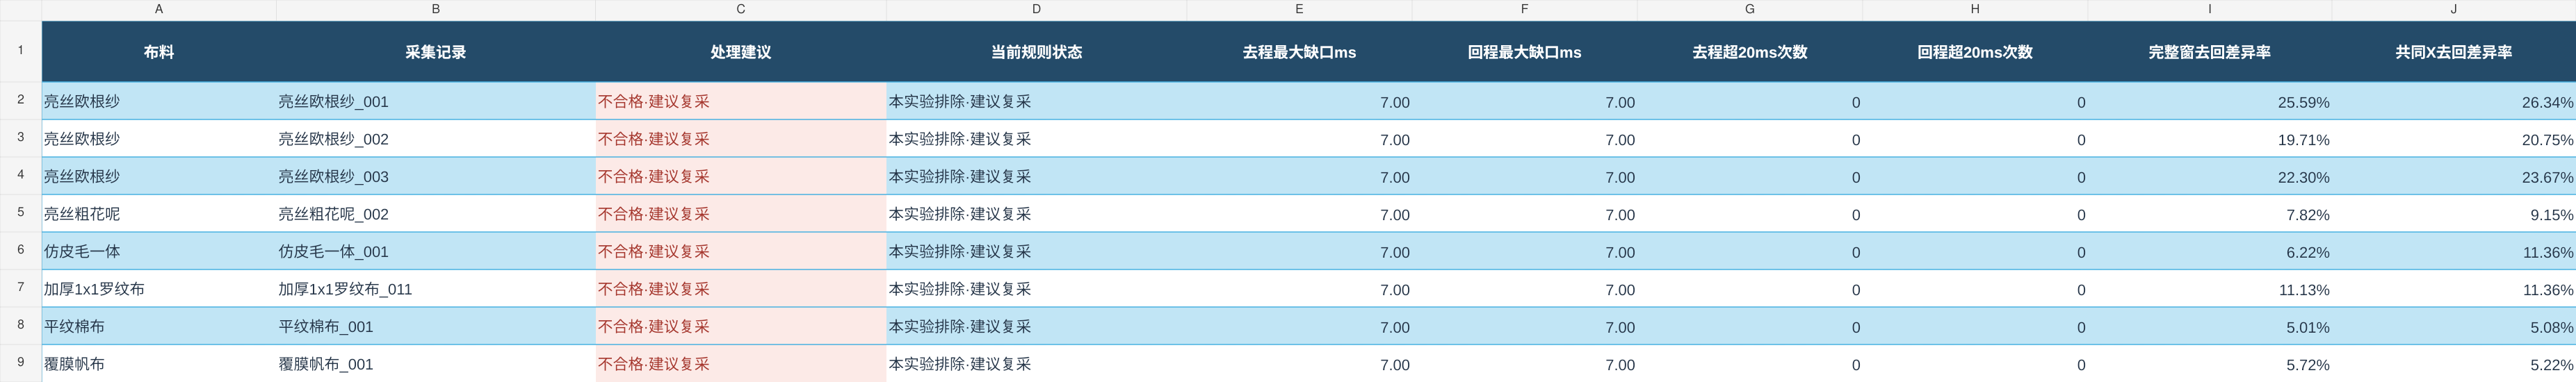 A B C D E F G H I J
1 布料 采集记录 处理建议 当前规则状态 去程最大缺口ms 回程最大缺口ms 去程超20ms次数 回程超20ms次数 完整窗去回差异率 共同X去回差异率
2 亮丝欧根纱 亮丝欧根纱_001 不合格·建议复采 本实验排除·建议复采 7.00 7.00 0 0 25.59% 26.34%
3 亮丝欧根纱 亮丝欧根纱_002 不合格·建议复采 本实验排除·建议复采 7.00 7.00 0 0 19.71% 20.75%
4 亮丝欧根纱 亮丝欧根纱_003 不合格·建议复采 本实验排除·建议复采 7.00 7.00 0 0 22.30% 23.67%
5 亮丝粗花呢 亮丝粗花呢_002 不合格·建议复采 本实验排除·建议复采 7.00 7.00 0 0 7.82% 9.15%
6 仿皮毛一体 仿皮毛一体_001 不合格·建议复采 本实验排除·建议复采 7.00 7.00 0 0 6.22% 11.36%
7 加厚1x1罗纹布 加厚1x1罗纹布_011 不合格·建议复采 本实验排除·建议复采 7.00 7.00 0 0 11.13% 11.36%
8 平纹棉布 平纹棉布_001 不合格·建议复采 本实验排除·建议复采 7.00 7.00 0 0 5.01% 5.08%
9 覆膜帆布 覆膜帆布_001 不合格·建议复采 本实验排除·建议复采 7.00 7.00 0 0 5.72% 5.22%